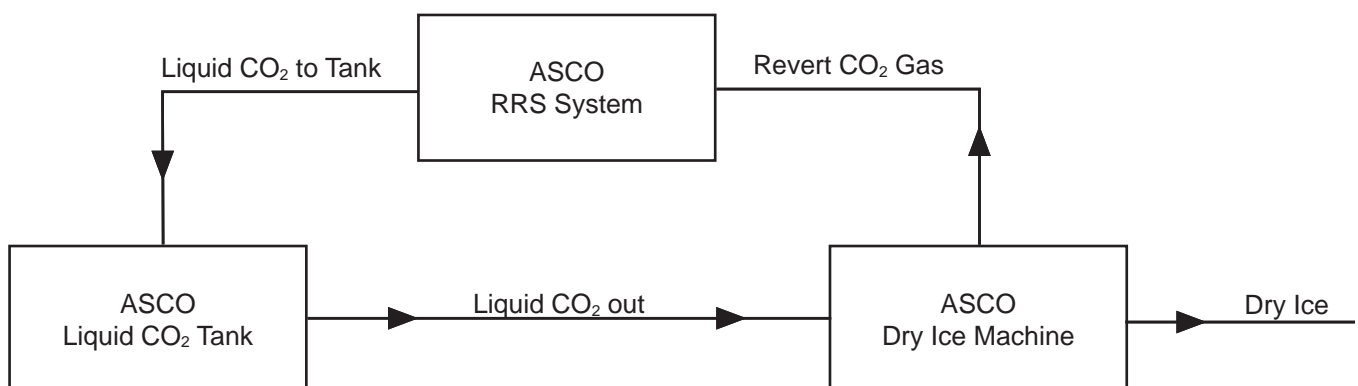 Liquid CO₂ to Tank
ASCO
RRS System
Revert CO₂ Gas
ASCO
Liquid CO₂ Tank
Liquid CO₂ out
ASCO
Dry Ice Machine
Dry Ice